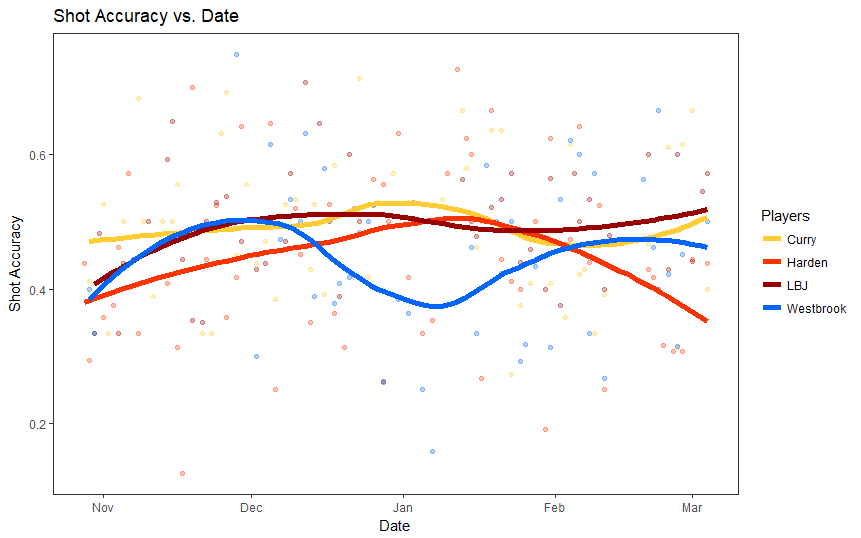 Shot Accuracy vs. Date
Shot Accuracy
0.6
0.4
0.2
Nov
Dec
Jan
Feb
Mar
Date
Players
Curry
Harden
LBJ
Westbrook